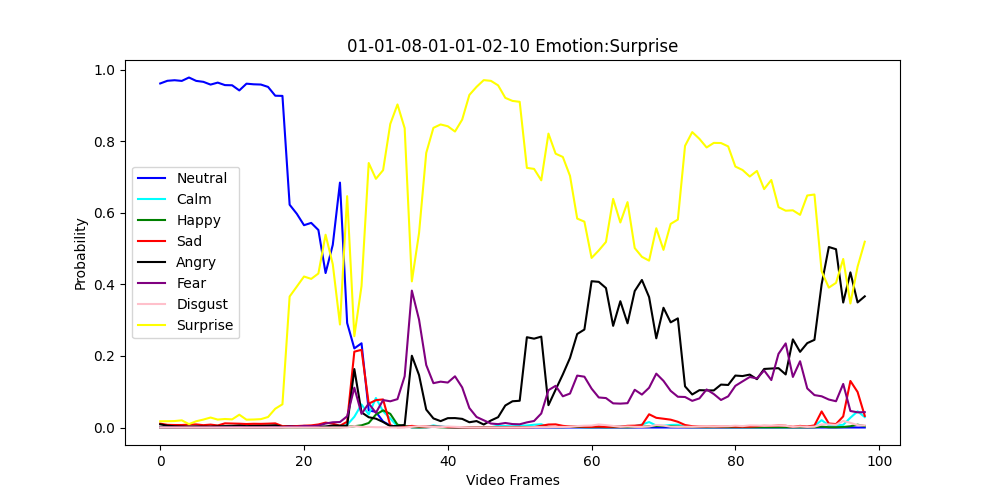 01-01-08-01-01-02-10 Emotion:Surprise
1.0
0.8
0.6
0.4
0.2
0.0
Probability
Neutral
Calm
Happy
Sad
Angry
Fear
Disgust
Surprise
0 20 40 60 80 100
Video Frames